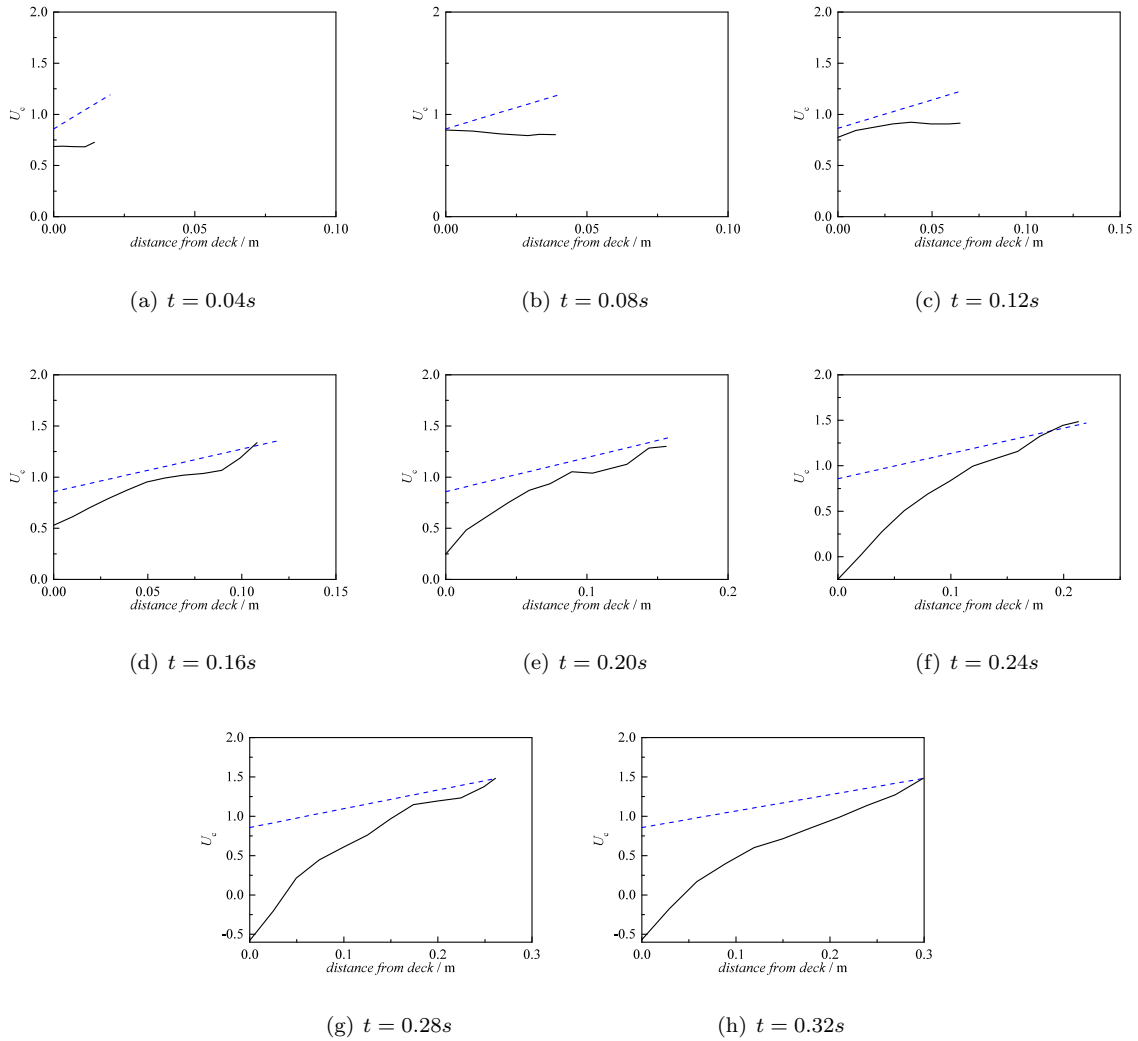 2.0
1.5
1.0
0.5
0.0
U_c
0.00 0.05 0.10
distance from deck / m
(a) t = 0.04s
2
1
0
U_c
0.00 0.05 0.10
distance from deck / m
(b) t = 0.08s
2.0
1.5
1.0
0.5
0.0
U_c
0.00 0.05 0.10 0.15
distance from deck / m
(c) t = 0.12s
2.0
1.5
1.0
0.5
0.0
U_c
0.00 0.05 0.10 0.15
distance from deck / m
(d) t = 0.16s
2.0
1.5
1.0
0.5
0.0
U_c
0.0 0.1 0.2
distance from deck / m
(e) t = 0.20s
2.0
1.5
1.0
0.5
0.0
U_c
0.0 0.1 0.2
distance from deck / m
(f) t = 0.24s
2.0
1.5
1.0
0.5
0.0
-0.5
U_c
0.0 0.1 0.2 0.3
distance from deck / m
(g) t = 0.28s
2.0
1.5
1.0
0.5
0.0
-0.5
U_c
0.0 0.1 0.2 0.3
distance from deck / m
(h) t = 0.32s